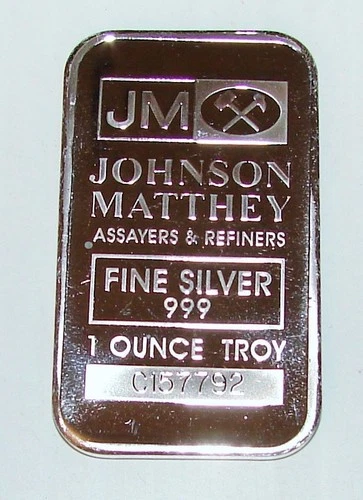 JM
JOHNSON
MATTHEY
ASSAYERS & REFINERS
FINE SILVER
999
1 OUNCE TROY
C157792